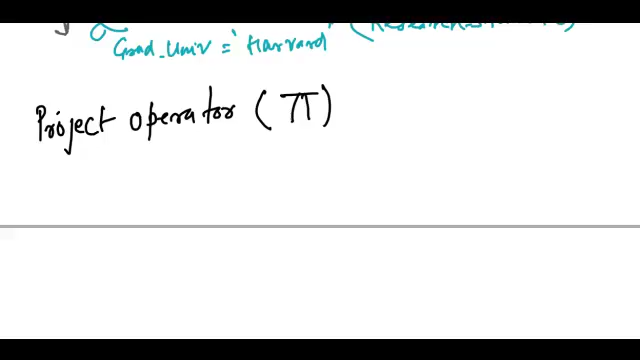 σ Grad_Univ = 'Harvard'
Project operator (π)